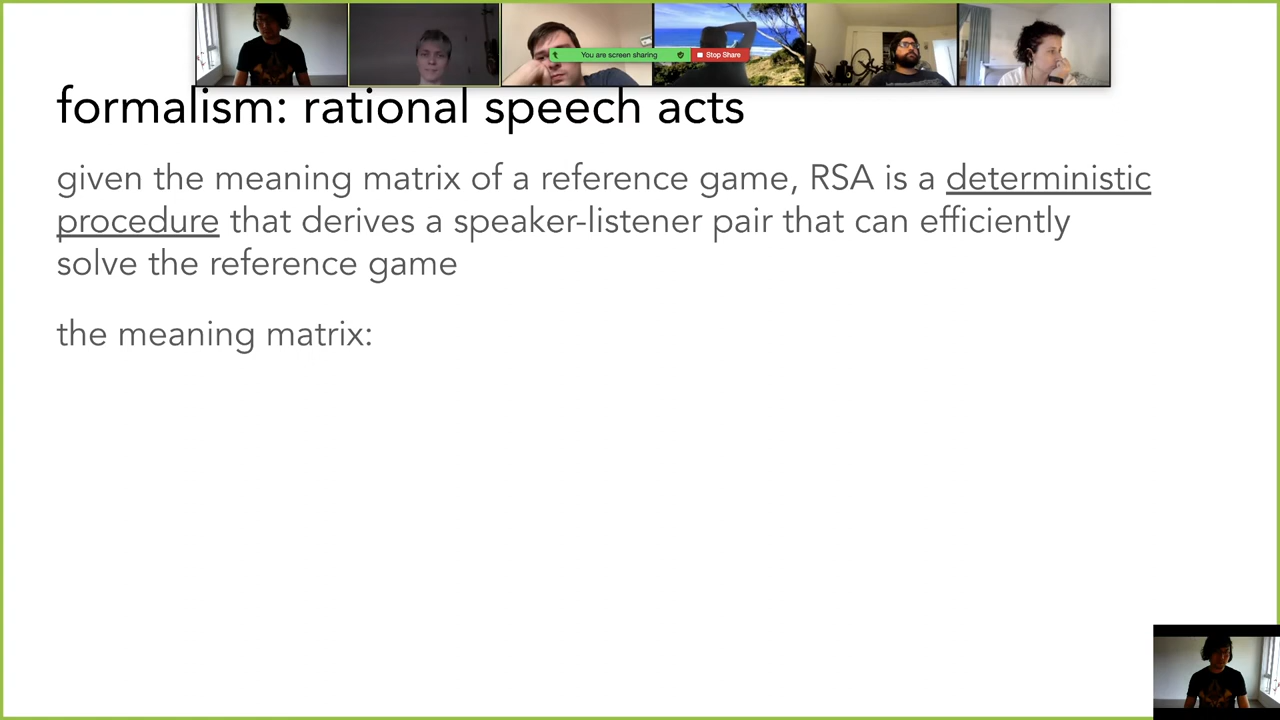 You are screen sharing
Stop Share
formalism: rational speech acts
given the meaning matrix of a reference game, RSA is a deterministic
procedure that derives a speaker-listener pair that can efficiently
solve the reference game
the meaning matrix: